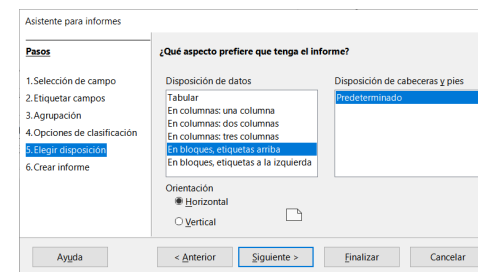 Asistente para informes
Pasos
1.Selección de campo
2.Etiquetar campos
3.Agrupación
4.Opciones de clasificación
5.Elegir disposición
6.Crear informe
¿Qué aspecto prefiere que tenga el informe?
Disposición de datos
Tabular
En columnas: una columna
En columnas: dos columnas
En columnas: tres columnas
En bloques, etiquetas arriba
En bloques, etiquetas a la izquierda
Disposición de cabeceras y pies
Predeterminado
Orientación
Horizontal
Vertical
Ayuda
< Anterior
Siguiente >
Finalizar
Cancelar